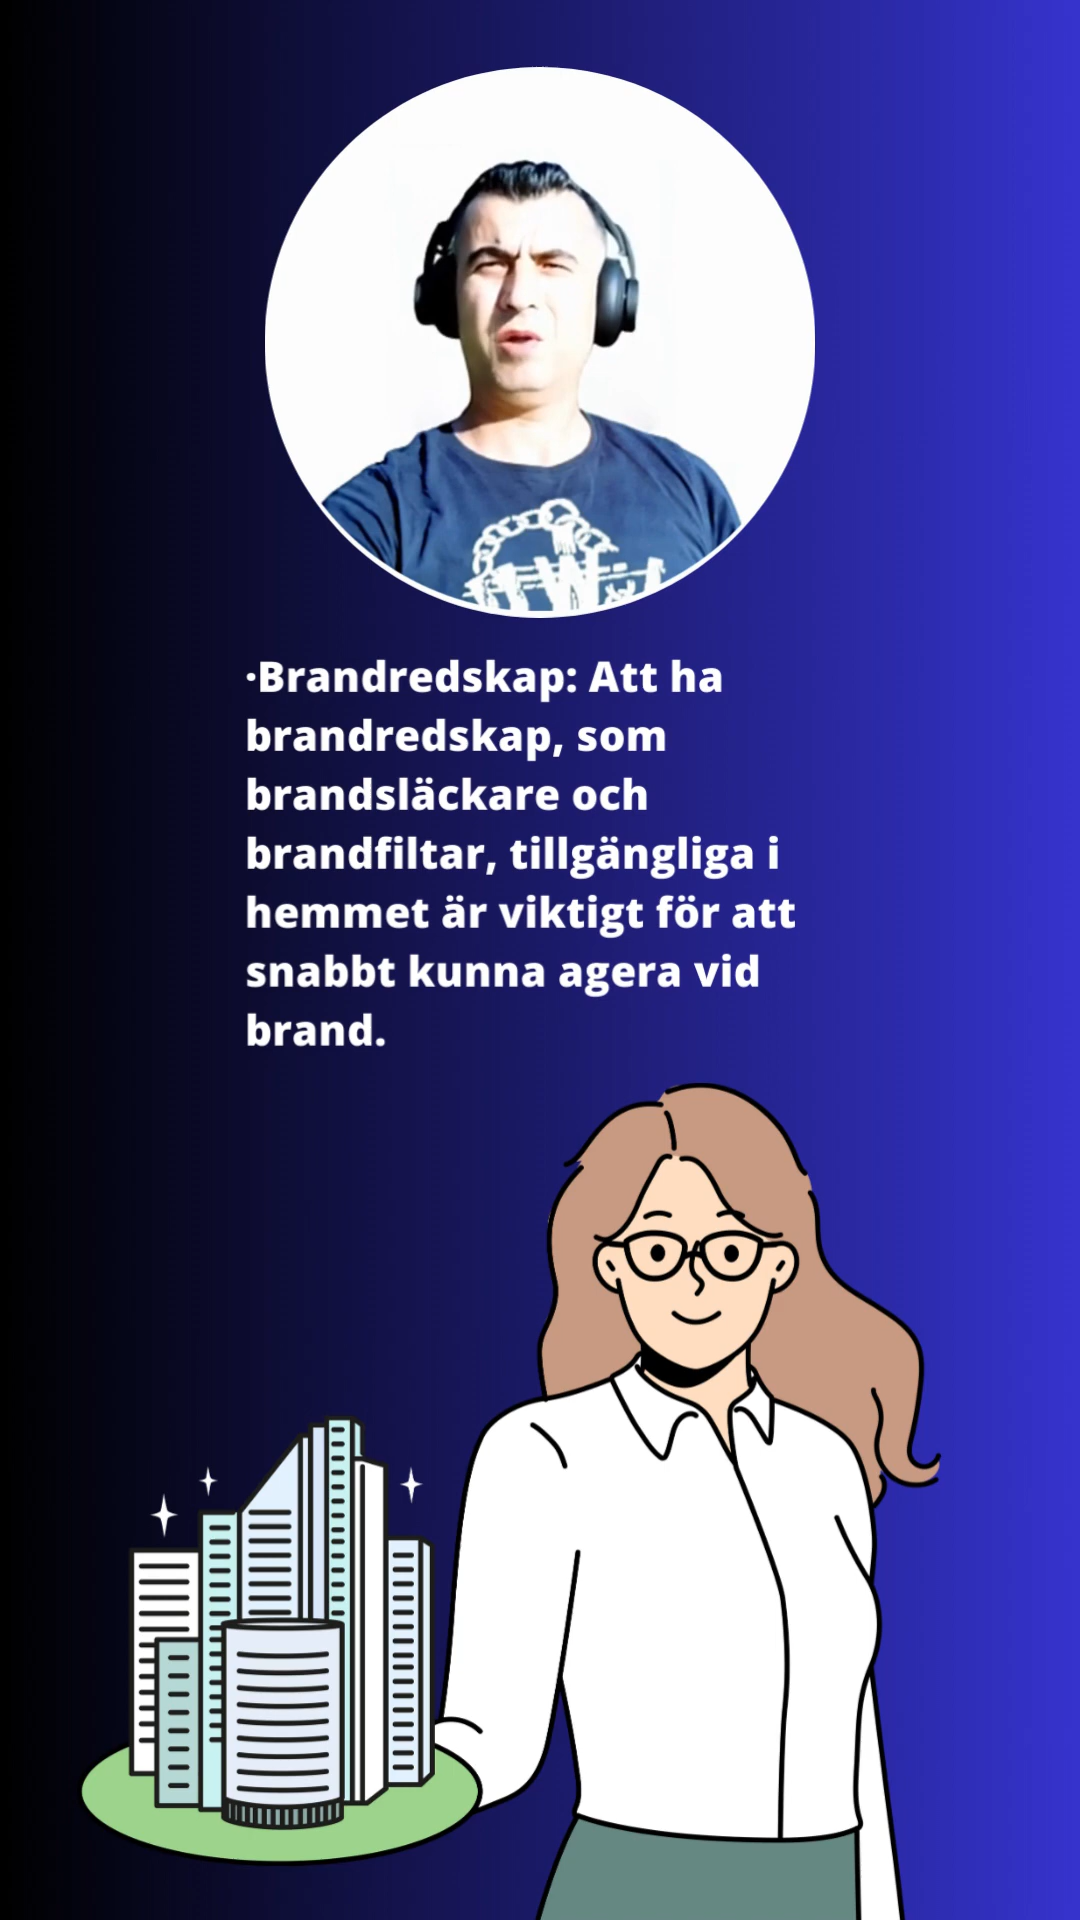 ·Brandredskap: Att ha
brandredskap, som
brandsläckare och
brandfiltar, tillgängliga i
hemmet är viktigt för att
snabbt kunna agera vid
brand.